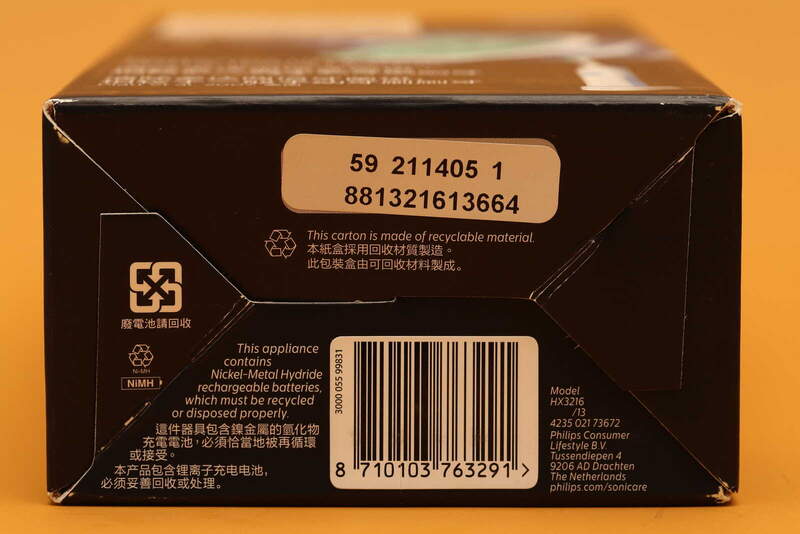 59 211405 1
881321613664
This carton is made of recyclable material.
本紙盒採用回收材質製造。
此包裝盒由可回收材料製成。
廢電池請回收
Ni-MH
NiMH
This appliance
contains
Nickel-Metal Hydride
rechargeable batteries,
which must be recycled
or disposed properly.
這件器具包含鎳金屬的氫化物
充電電池，必須恰當地被再循環
或接受。
本产品包含锂离子充电电池，
必须妥善回收或处理。
3000 055 99831
8 710103 763291 >
Model
HX3216
/13
4235 021 73672
Philips Consumer
Lifestyle B.V.
Tussendiepen 4
9206 AD Drachten
The Netherlands
philips.com/sonicare